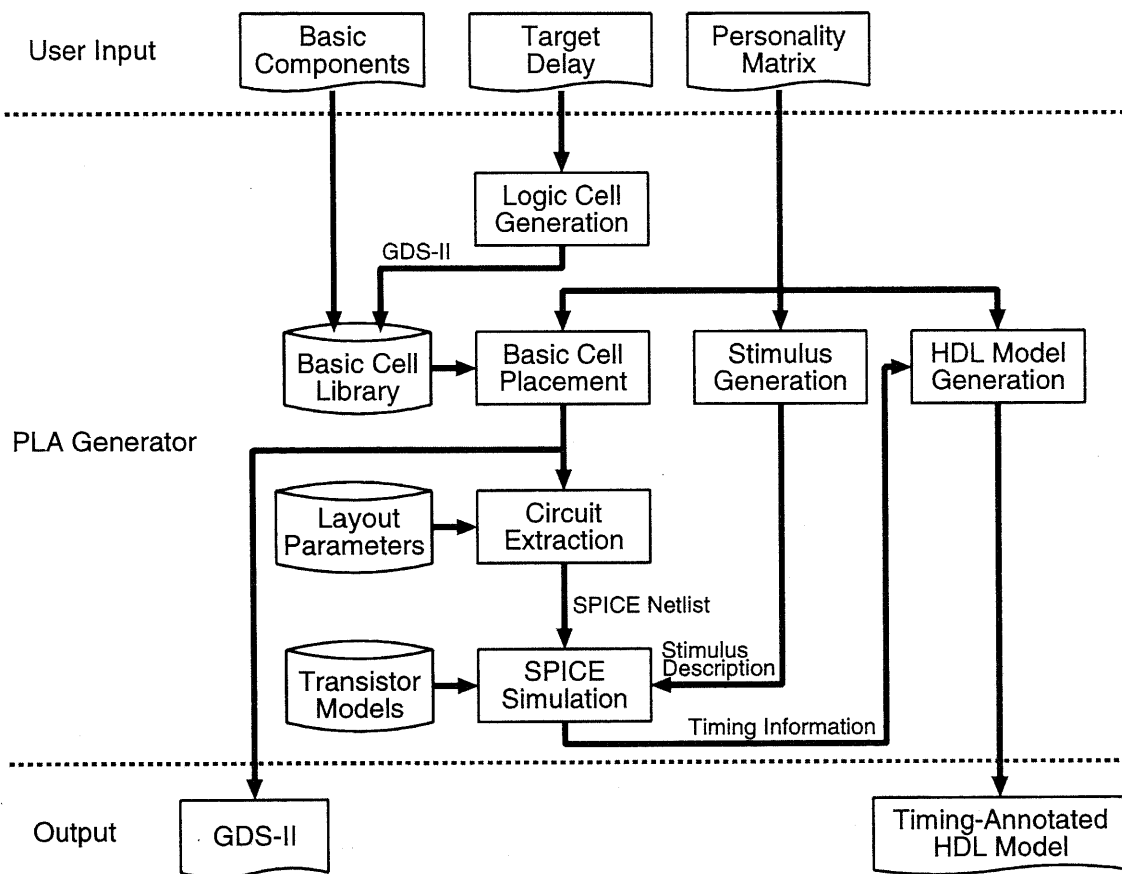 User Input
Basic
Components
Target
Delay
Personality
Matrix
Logic Cell
Generation
GDS-II
Basic Cell
Library
Basic Cell
Placement
Stimulus
Generation
HDL Model
Generation
PLA Generator
Layout
Parameters
Circuit
Extraction
SPICE Netlist
Transistor
Models
SPICE
Simulation
Stimulus
Description
Timing Information
Output
GDS-II
Timing-Annotated
HDL Model